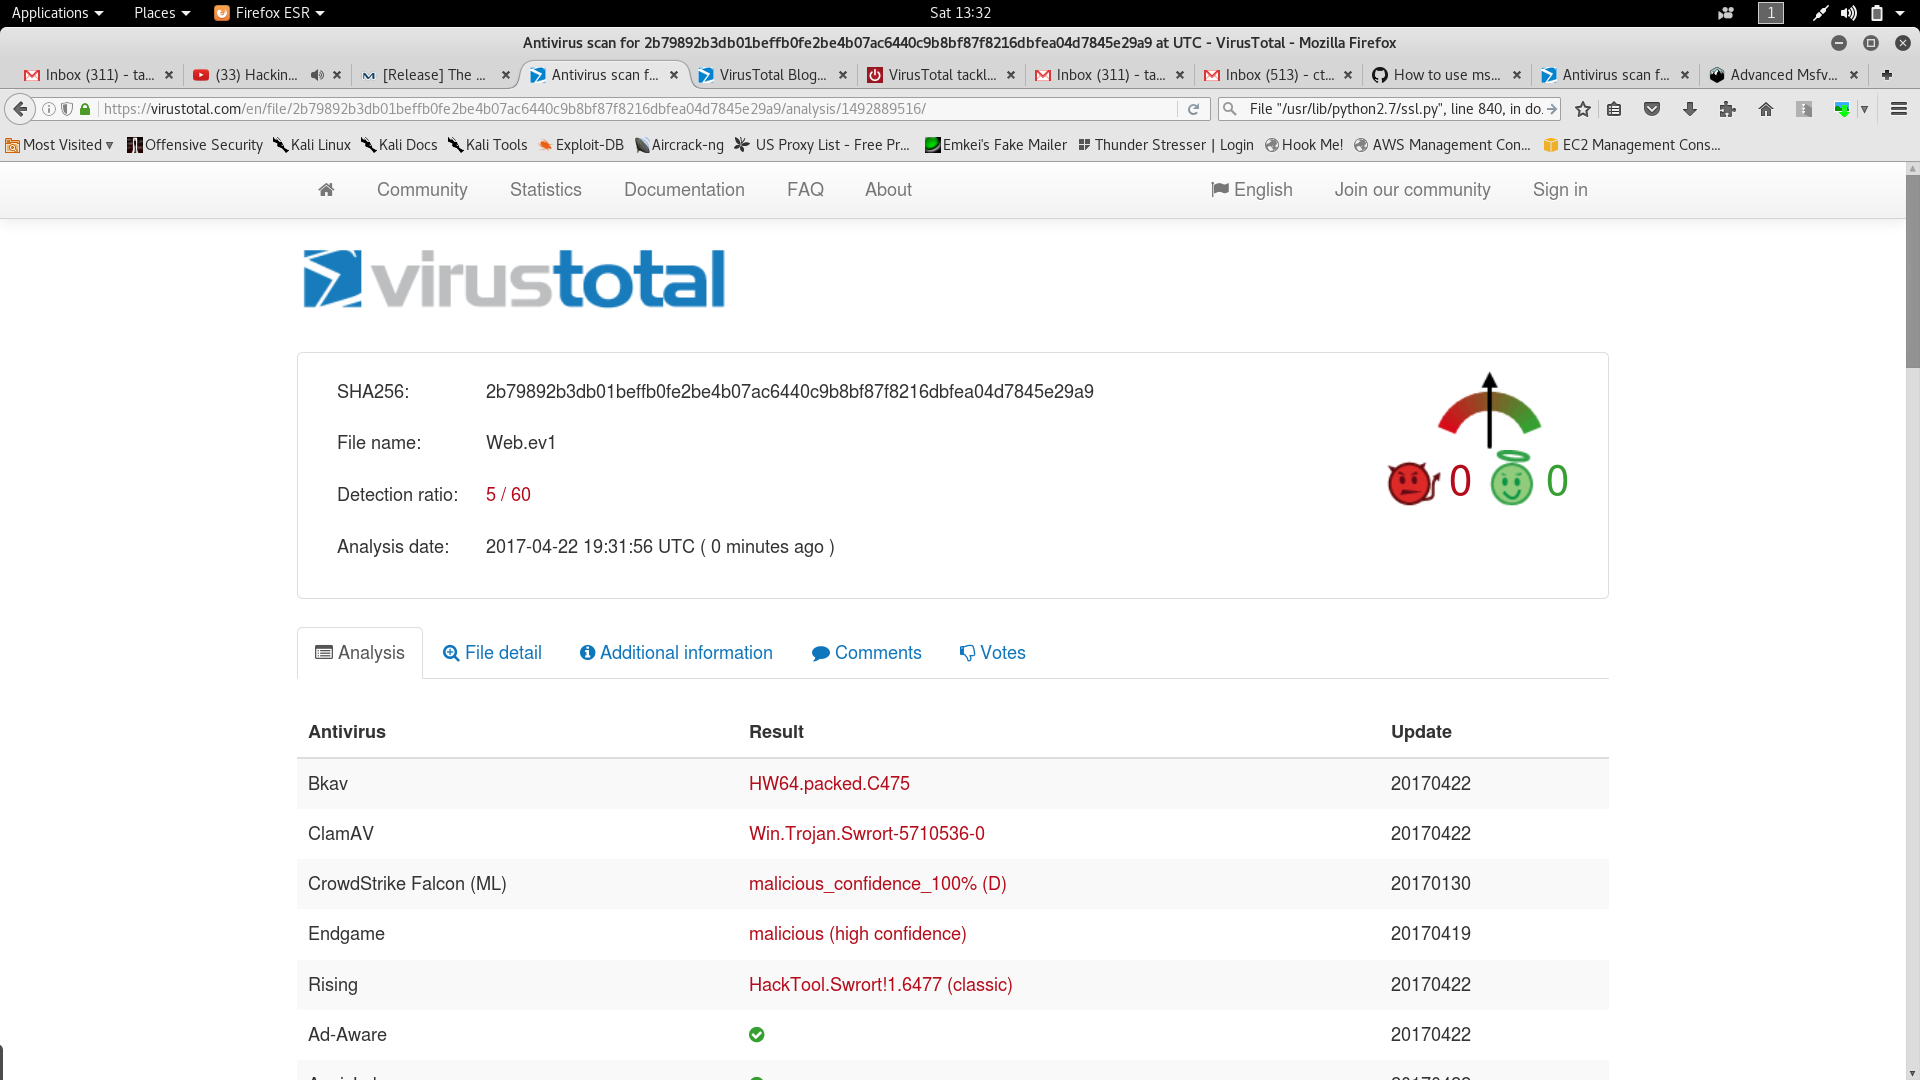 Applications Places Firefox ESR Sat 13:32 1
Antivirus scan for 2b79892b3db01beffb0fe2be4b07ac6440c9b8bf87f8216dbfea04d7845e29a9 at UTC - VirusTotal - Mozilla Firefox
Inbox (311) - ta... (33) Hackin... [Release] The ... Antivirus scan f... VirusTotal Blog... VirusTotal tackl... Inbox (311) - ta... Inbox (513) - ct... How to use ms... Antivirus scan f... Advanced Msfv...
https://virustotal.com/en/file/2b79892b3db01beffb0fe2be4b07ac6440c9b8bf87f8216dbfea04d7845e29a9/analysis/1492889516/ File "/usr/lib/python2.7/ssl.py", line 840, in do.
Most Visited Offensive Security Kali Linux Kali Docs Kali Tools Exploit-DB Aircrack-ng US Proxy List - Free Pr... Emkei's Fake Mailer Thunder Stresser | Login Hook Me! AWS Management Con... EC2 Management Cons...
Community Statistics Documentation FAQ About English Join our community Sign in
virustotal
SHA256: 2b79892b3db01beffb0fe2be4b07ac6440c9b8bf87f8216dbfea04d7845e29a9
File name: Web.ev1
0 0
Detection ratio: 5 / 60
Analysis date: 2017-04-22 19:31:56 UTC ( 0 minutes ago )
Analysis File detail Additional information Comments Votes
Antivirus Result Update
Bkav HW64.packed.C475 20170422
ClamAV Win.Trojan.Swrort-5710536-0 20170422
CrowdStrike Falcon (ML) malicious_confidence_100% (D) 20170130
Endgame malicious (high confidence) 20170419
Rising HackTool.Swrort!1.6477 (classic) 20170422
Ad-Aware 20170422